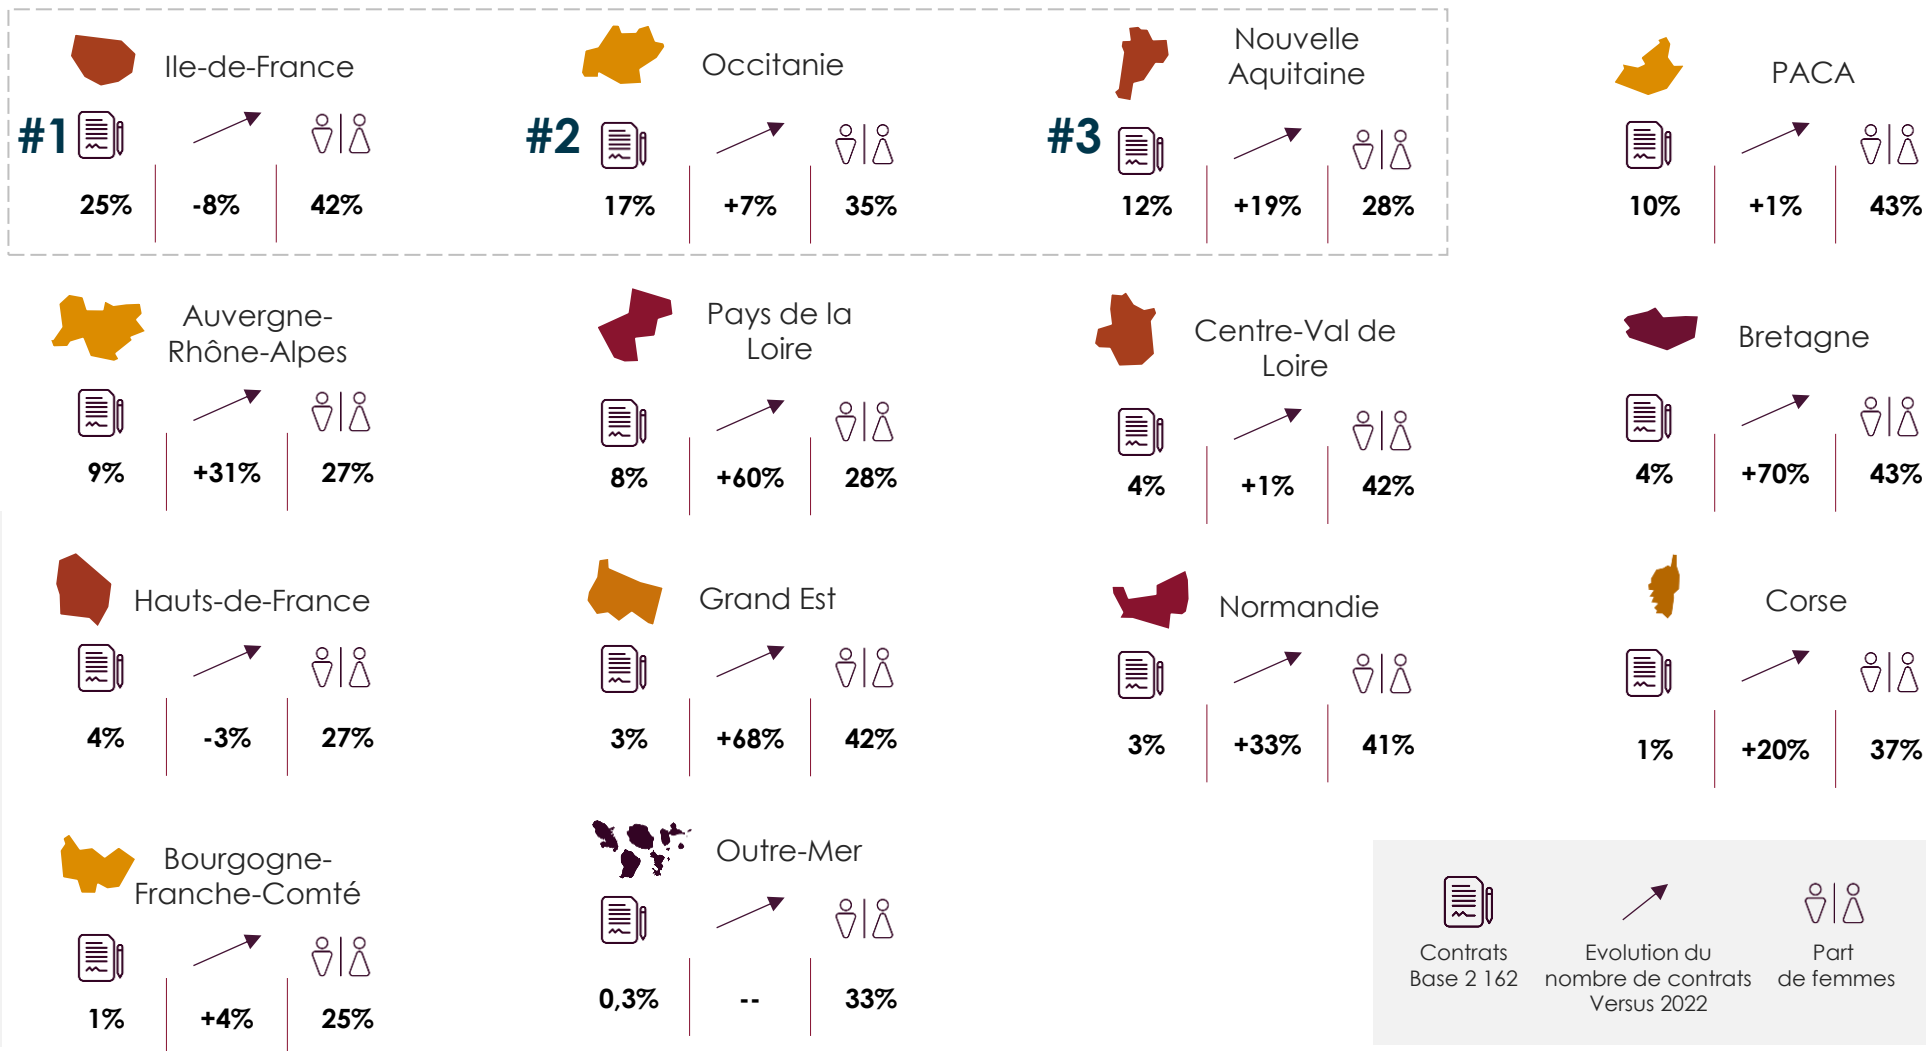 Ile-de-France
#1
25%
-8%
42%
Occitanie
#2
17%
+7%
35%
Nouvelle
Aquitaine
#3
12%
+19%
28%
PACA
10%
+1%
43%
Auvergne-
Rhône-Alpes
9%
+31%
27%
Pays de la
Loire
8%
+60%
28%
Centre-Val de
Loire
4%
+1%
42%
Bretagne
4%
+70%
43%
Hauts-de-France
4%
-3%
27%
Grand Est
3%
+68%
42%
Normandie
3%
+33%
41%
Corse
1%
+20%
37%
Bourgogne-
Franche-Comté
1%
+4%
25%
Outre-Mer
0,3%
--
33%
Contrats
Base 2 162
Evolution du
nombre de contrats
Versus 2022
Part
de femmes